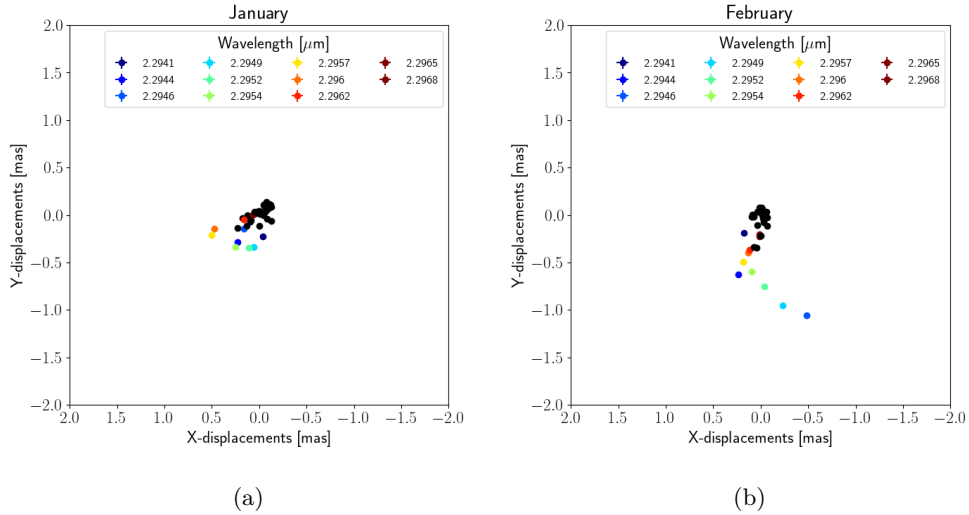 January
Wavelength [μm]
2.2941 2.2949 2.2957 2.2965
2.2944 2.2952 2.296 2.2968
2.2946 2.2954 2.2962
2.0
1.5
1.0
0.5
0.0
−0.5
−1.0
−1.5
−2.0
Y-displacements [mas]
2.0 1.5 1.0 0.5 0.0 −0.5 −1.0 −1.5 −2.0
X-displacements [mas]
(a)
February
Wavelength [μm]
2.2941 2.2949 2.2957 2.2965
2.2944 2.2952 2.296 2.2968
2.2946 2.2954 2.2962
2.0
1.5
1.0
0.5
0.0
−0.5
−1.0
−1.5
−2.0
Y-displacements [mas]
2.0 1.5 1.0 0.5 0.0 −0.5 −1.0 −1.5 −2.0
X-displacements [mas]
(b)